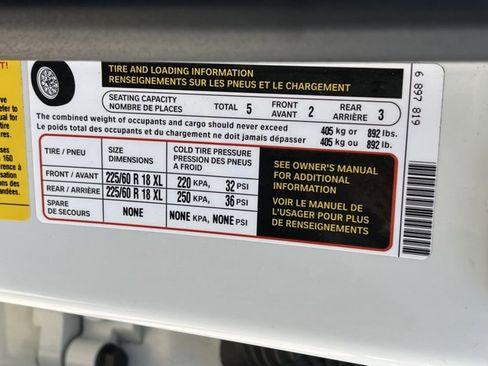 TIRE AND LOADING INFORMATION
RENSEIGNEMENTS SUR LES PNEUS ET LE CHARGEMENT
SEATING CAPACITY
NOMBRE DE PLACES
TOTAL 5
FRONT
AVANT 2
REAR
ARRIÈRE 3
The combined weight of occupants and cargo should never exceed 405 kg or 892 lbs.
Le poids total des occupants et du chargement ne doit jamais dépasser 405 kg ou 892 lb.
TIRE / PNEU
SIZE
DIMENSIONS
COLD TIRE PRESSURE
PRESSION DES PNEUS
A FROID
FRONT / AVANT 225/60 R 18 XL 220 KPA, 32 PSI
REAR / ARRIÈRE 225/60 R 18 XL 250 KPA, 36 PSI
SPARE
DE SECOURS NONE NONE KPA, NONE PSI
SEE OWNER'S MANUAL
FOR ADDITIONAL
INFORMATION
VOIR LE MANUEL DE
L'USAGER POUR PLUS
DE RENSEIGNEMENTS
6 897 819